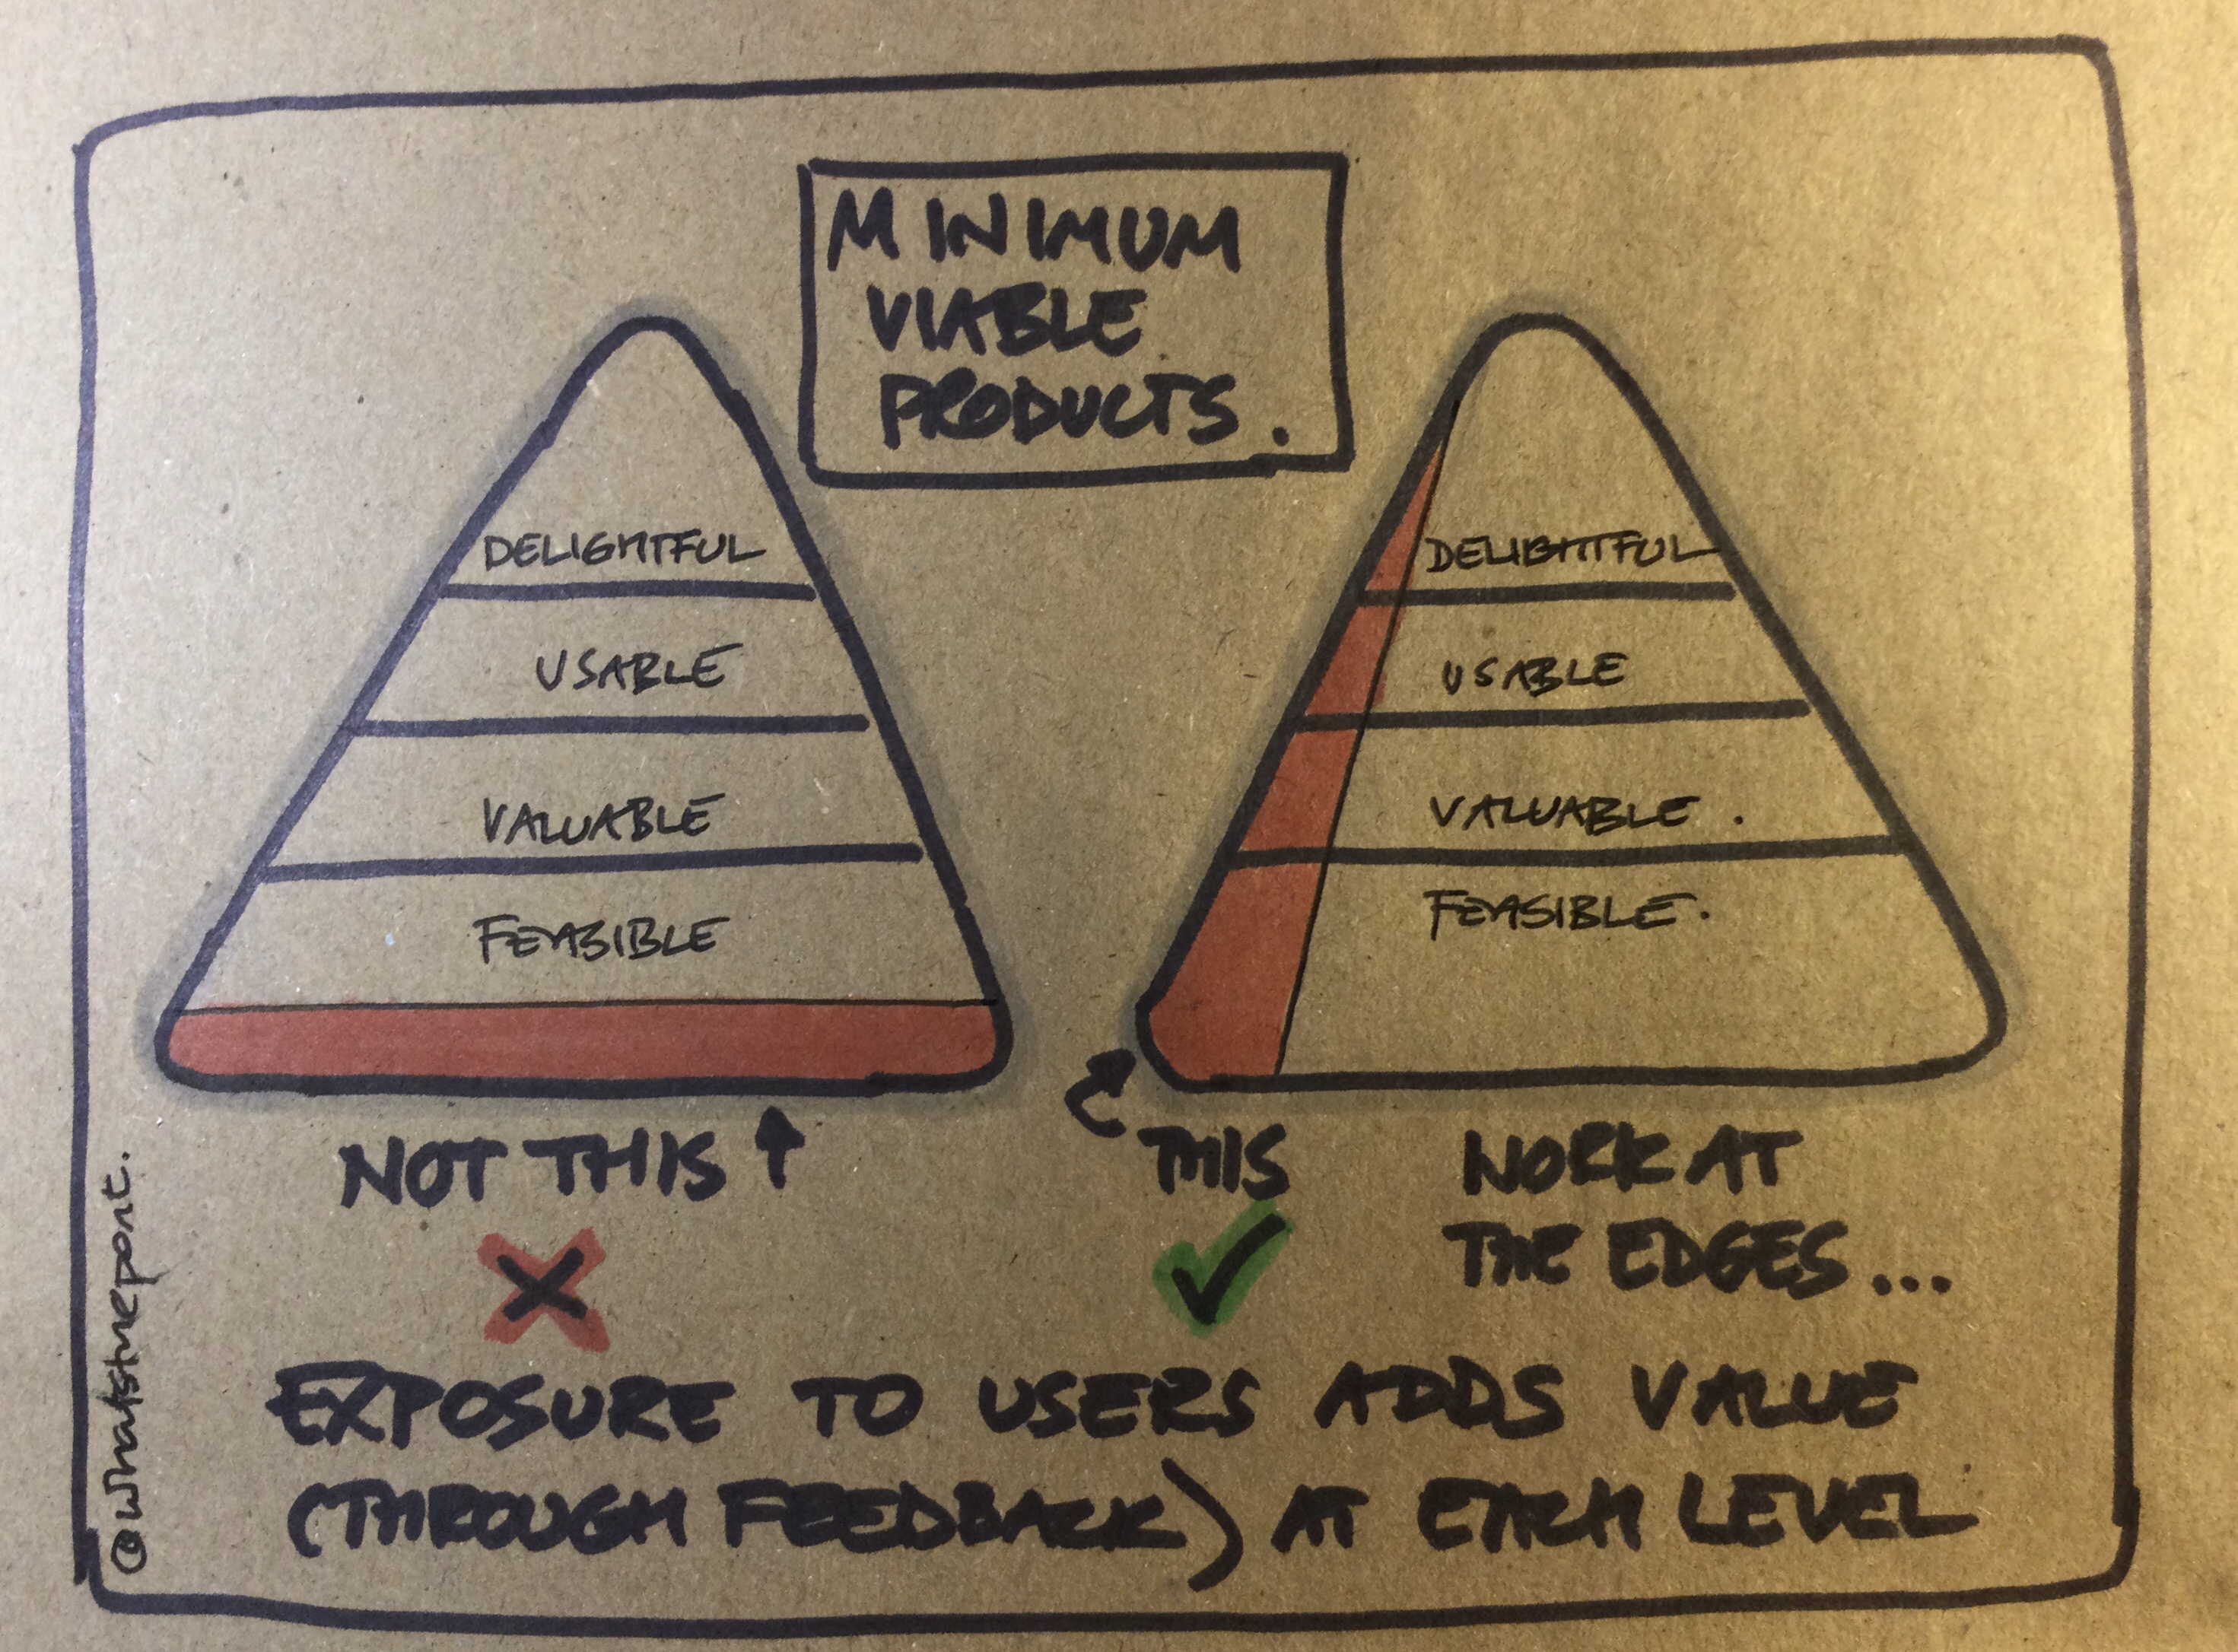 MINIMUM
VIABLE
PRODUCTS.
DELIGHTFUL
USABLE
VALUABLE
FEASIBLE
DELIGHTFUL
USABLE
VALUABLE.
FEASIBLE.
NOT THIS
THIS
WORK AT
THE EDGES...
EXPOSURE TO USERS ADDS VALUE
(THROUGH FEEDBACK) AT EACH LEVEL
@whatsthepont.